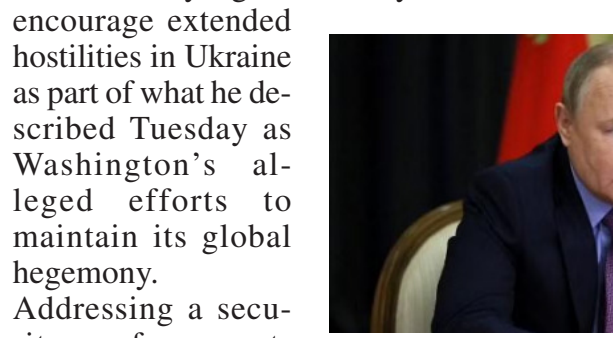 encourage extended
hostilities in Ukraine
as part of what he de-
scribed Tuesday as
Washington's al-
leged efforts to
maintain its global
hegemony.
Addressing a secu-